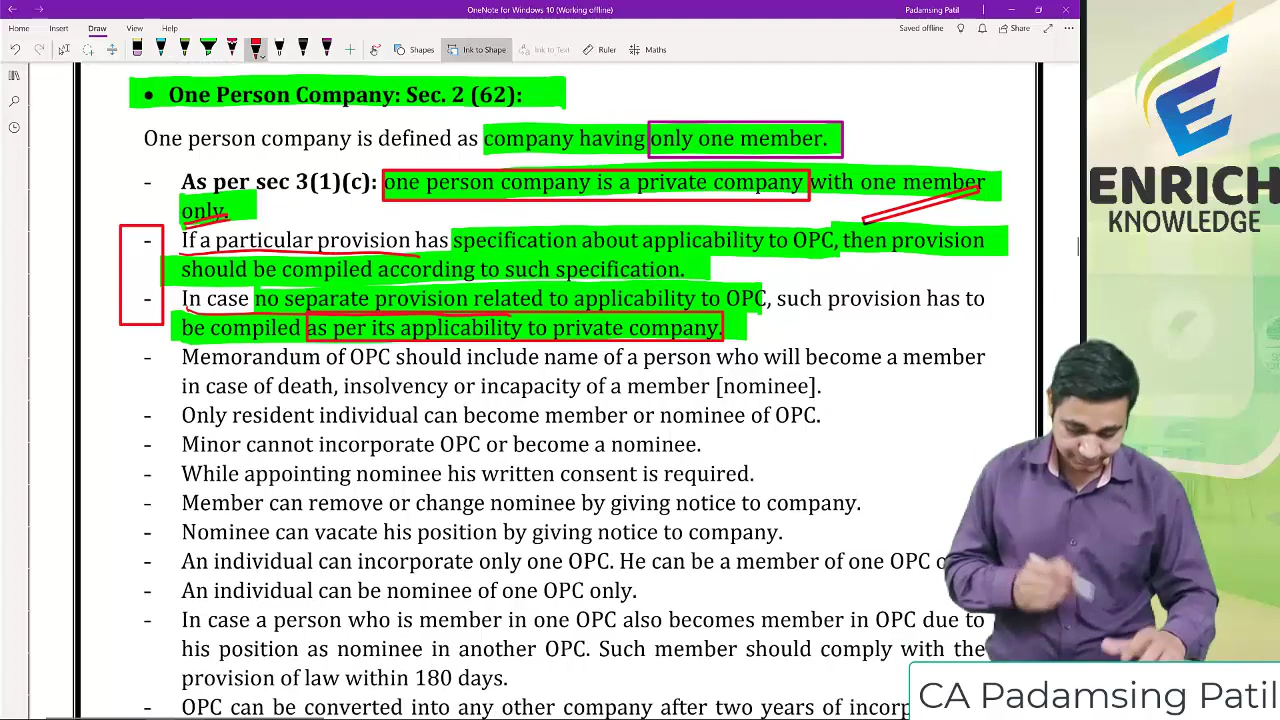 OneNote for Windows 10 (Working offline)
Padamsing Patil
Home Insert Draw View Help
Saved offline
Share
Shapes Ink to Shape Ink to Text Ruler Maths
• One Person Company: Sec. 2 (62):
One person company is defined as company having only one member.
- As per sec 3(1)(c): one person company is a private company with one member
only.
- If a particular provision has specification about applicability to OPC, then provision
should be compiled according to such specification.
- In case no separate provision related to applicability to OPC, such provision has to
be compiled as per its applicability to private company.
- Memorandum of OPC should include name of a person who will become a member
in case of death, insolvency or incapacity of a member [nominee].
- Only resident individual can become member or nominee of OPC.
- Minor cannot incorporate OPC or become a nominee.
- While appointing nominee his written consent is required.
- Member can remove or change nominee by giving notice to company.
- Nominee can vacate his position by giving notice to company.
- An individual can incorporate only one OPC. He can be a member of one OPC
- An individual can be nominee of one OPC only.
- In case a person who is member in one OPC also becomes member in OPC due to
his position as nominee in another OPC. Such member should comply with the
provision of law within 180 days.
- OPC can be converted into any other company after two years of
ENRICH
KNOWLEDGE
CA Padamsing Patil